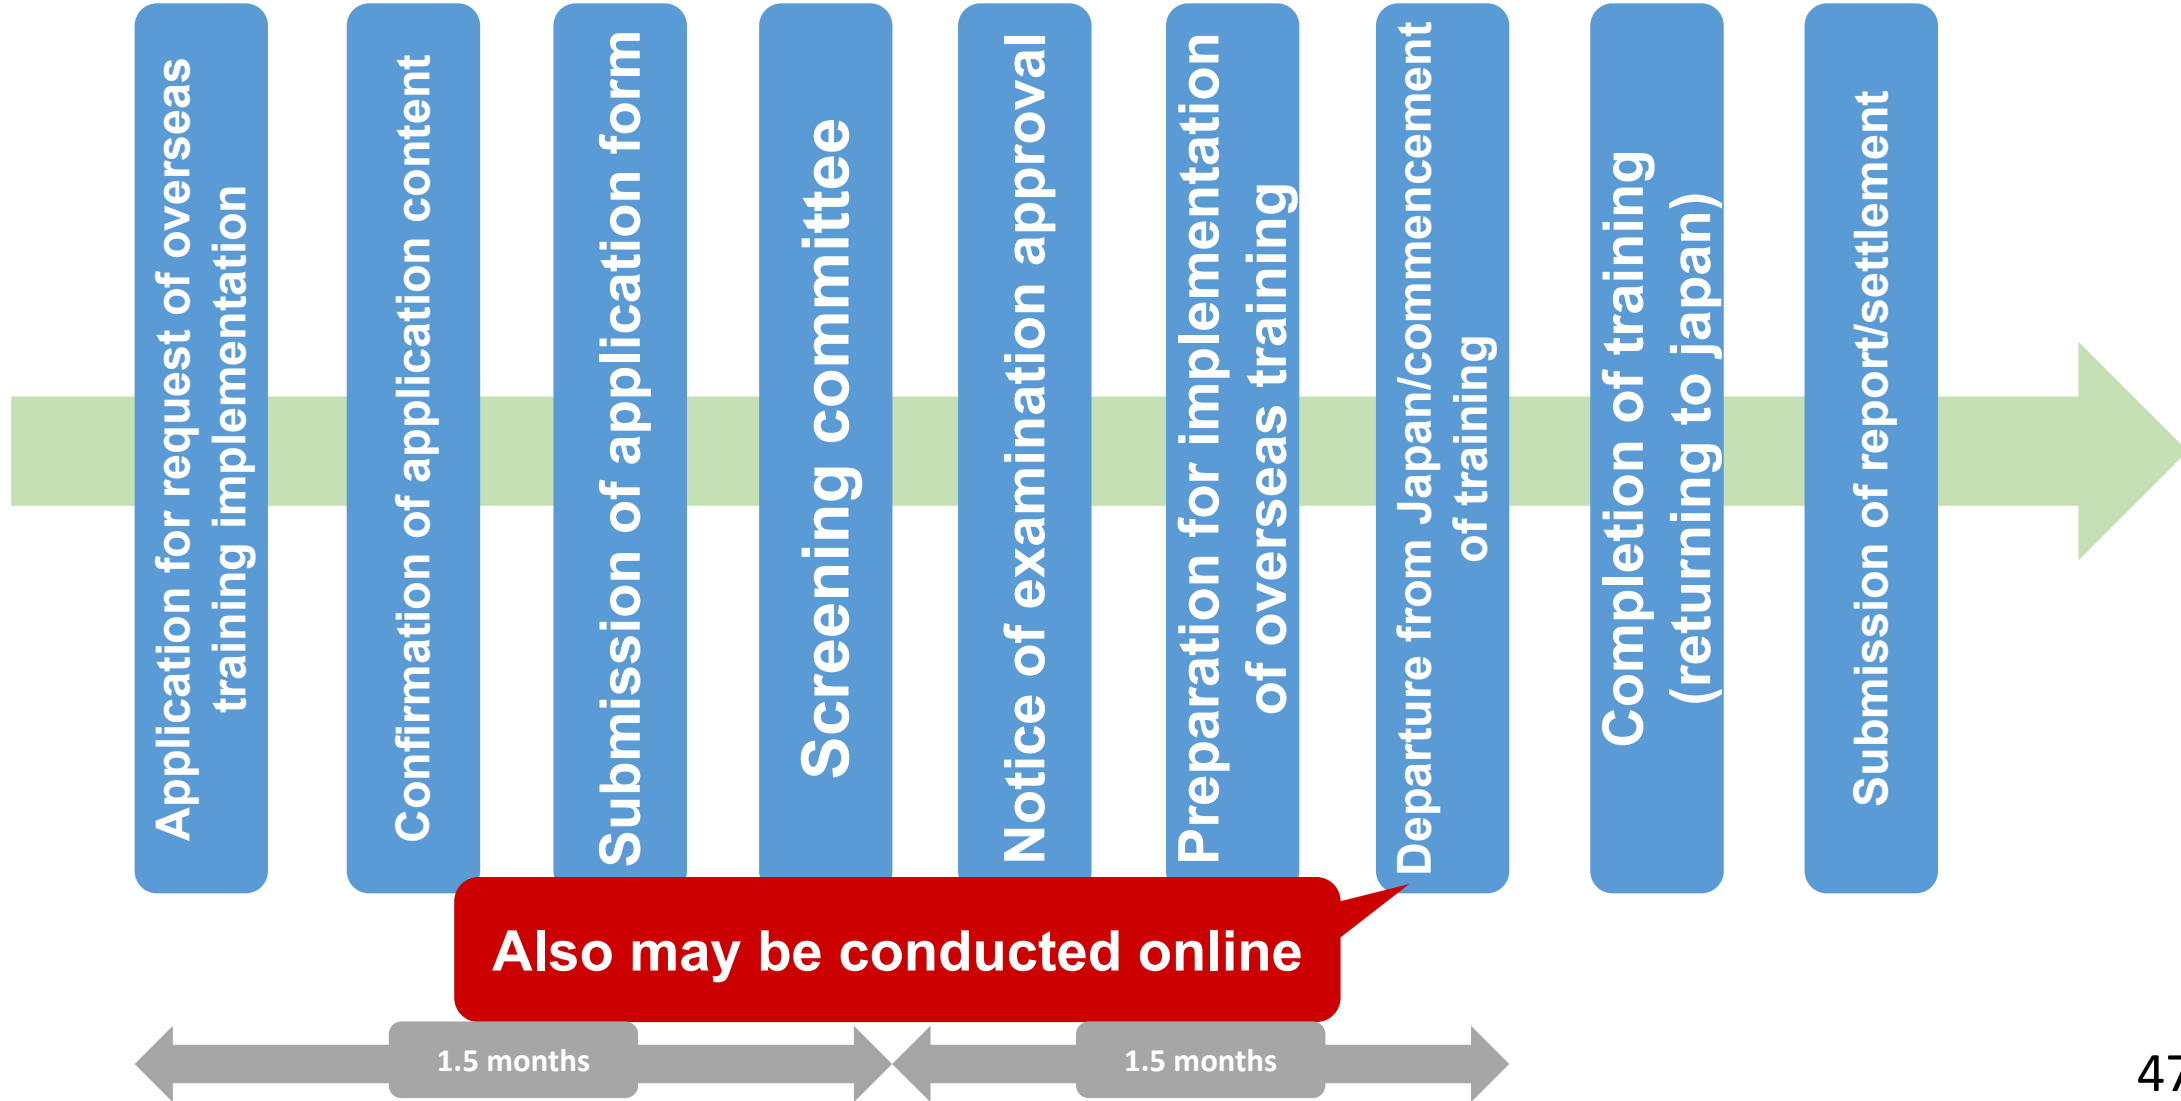 Application for request of overseas
training implementation
Confirmation of application content
Submission of application form
Screening committee
Notice of examination approval
Preparation for implementation
of overseas training
Departure from Japan/commencement
of training
Completion of training
(returning to japan)
Submission of report/settlement
Also may be conducted online
1.5 months
1.5 months
47